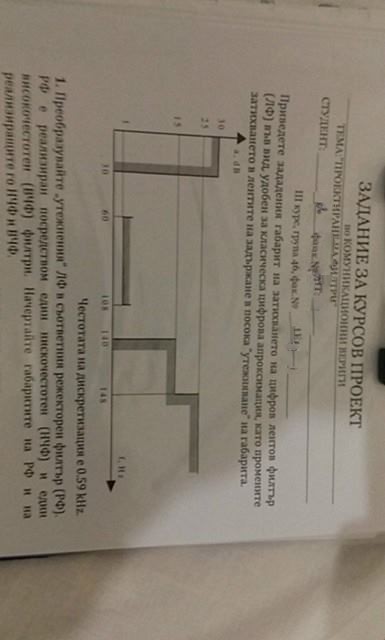 ЗАДАНИЕ ЗА КУРСОВ ПРОЕКТ
по КОМУНИКАЦИОННИ ВЕРИГИ
ТЕМА: "ПРОЕКТИРАНЕ НА ФИЛТРИ"
СТУДЕНТ: фак.№
III курс, група 46, фак.№
Приведете зададения габарит на затихването на цифров лентов филтър
(ЛФ) във вид, удобен за класическа цифрова апроксимация, като промените
затихването в лентите на задържане в посока "утежняване" на габарита.
a, dB
30
25
15
1
f, Hz
30 60 108 140 148
Честотата на дискретизация е 0.59 kHz.
1. Преобразувайте „утежнения" ЛФ в съответния режекторен филтър (РФ).
РФ е реализиран посредством един нискочестотен (НЧФ) и един
високочестотен (ВЧФ) филтри. Начертайте габаритите на РФ и на
реализиращите го НЧФ и ВЧФ.